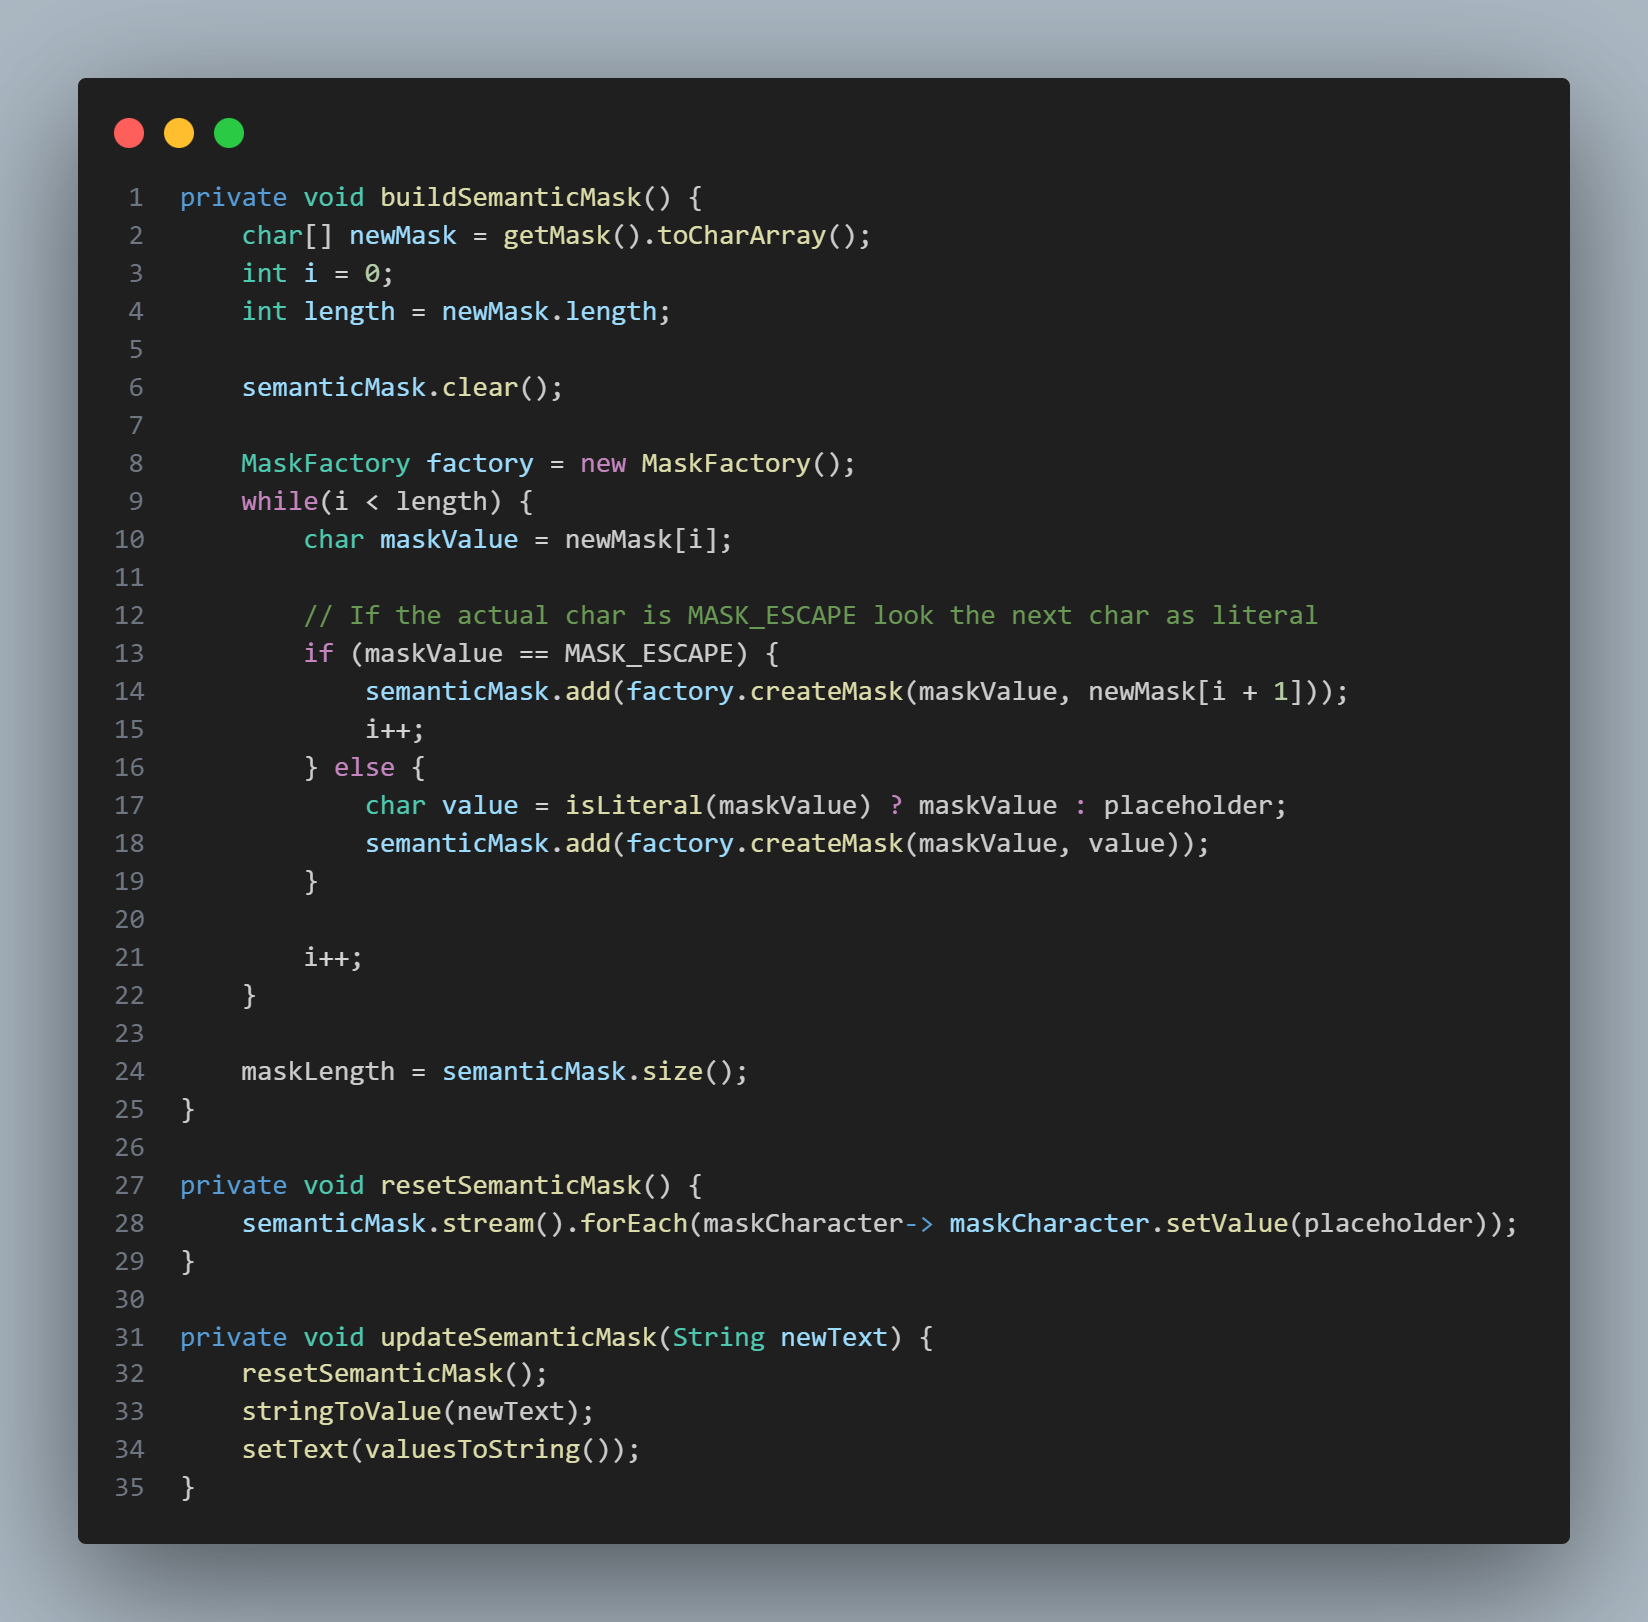 1 private void buildSemanticMask() {
2     char[] newMask = getMask().toCharArray();
3     int i = 0;
4     int length = newMask.length;
5
6     semanticMask.clear();
7
8     MaskFactory factory = new MaskFactory();
9     while(i < length) {
10         char maskValue = newMask[i];
11
12         // If the actual char is MASK_ESCAPE look the next char as literal
13         if (maskValue == MASK_ESCAPE) {
14             semanticMask.add(factory.createMask(maskValue, newMask[i + 1]));
15             i++;
16         } else {
17             char value = isLiteral(maskValue) ? maskValue : placeholder;
18             semanticMask.add(factory.createMask(maskValue, value));
19         }
20
21         i++;
22     }
23
24     maskLength = semanticMask.size();
25 }
26
27 private void resetSemanticMask() {
28     semanticMask.stream().forEach(maskCharacter-> maskCharacter.setValue(placeholder));
29 }
30
31 private void updateSemanticMask(String newText) {
32     resetSemanticMask();
33     stringToValue(newText);
34     setText(valuesToString());
35 }